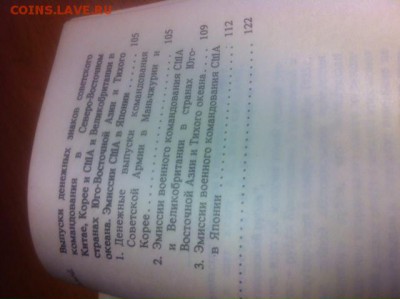 COINS.LAVE.RU
Выпуски денежных знаков советского
командования в Северо-Восточном
Китае, Корее и США и Великобритании в
странах Юго-Восточной Азии и Тихого
океана. Эмиссии США в Японии . . . . 105
1. Денежные выпуски командования
Советской Армии в Маньчжурии и
Корее . . . . 105
2. Эмиссии военного командования США
и Великобритании в странах Юго-
Восточной Азии и Тихого океана . . . . 109
3. Эмиссии военного командования США
в Японии . . . . 112
122